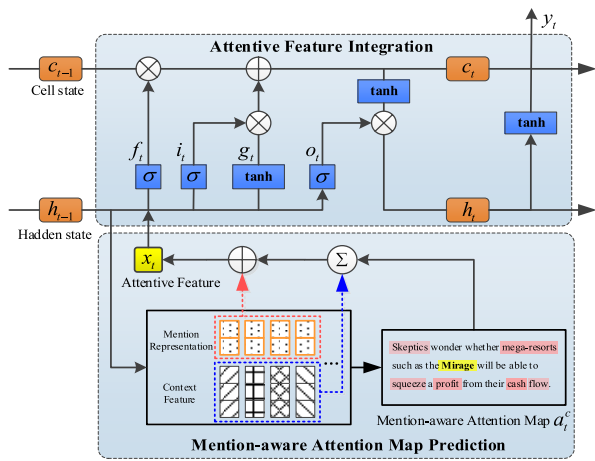 y_t
Attentive Feature Integration
c_{t-1}
c_t
Cell state
tanh
tanh
f_t
i_t
g_t
o_t
σ
σ
tanh
σ
h_{t-1}
h_t
Hadden state
x_t
Σ
Attentive Feature
Mention
Representation
Context
Feature
...
Skeptics wonder whether mega-resorts
such as the Mirage will be able to
squeeze a profit from their cash flow.
Mention-aware Attention Map a_t^c
Mention-aware Attention Map Prediction